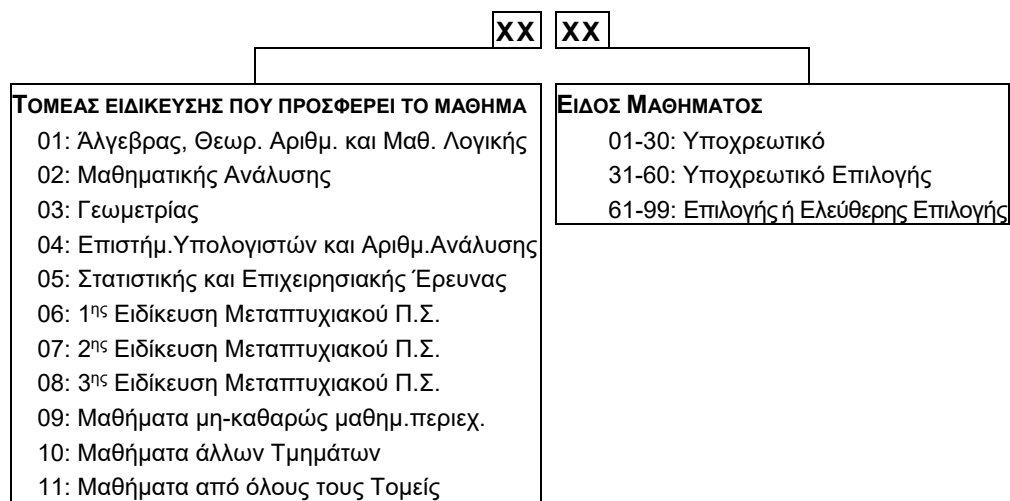 XX XX
ΤΟΜΕΑΣ ΕΙΔΙΚΕΥΣΗΣ ΠΟΥ ΠΡΟΣΦΕΡΕΙ ΤΟ ΜΑΘΗΜΑ
01: Άλγεβρας, Θεωρ. Αριθμ. και Μαθ. Λογικής
02: Μαθηματικής Ανάλυσης
03: Γεωμετρίας
04: Επιστήμ.Υπολογιστών και Αριθμ.Ανάλυσης
05: Στατιστικής και Επιχειρησιακής Έρευνας
06: 1ης Ειδίκευση Μεταπτυχιακού Π.Σ.
07: 2ης Ειδίκευση Μεταπτυχιακού Π.Σ.
08: 3ης Ειδίκευση Μεταπτυχιακού Π.Σ.
09: Μαθήματα μη-καθαρώς μαθημ.περιεχ.
10: Μαθήματα άλλων Τμημάτων
11: Μαθήματα από όλους τους Τομείς
ΕΙΔΟΣ ΜΑΘΗΜΑΤΟΣ
01-30: Υποχρεωτικό
31-60: Υποχρεωτικό Επιλογής
61-99: Επιλογής ή Ελεύθερης Επιλογής